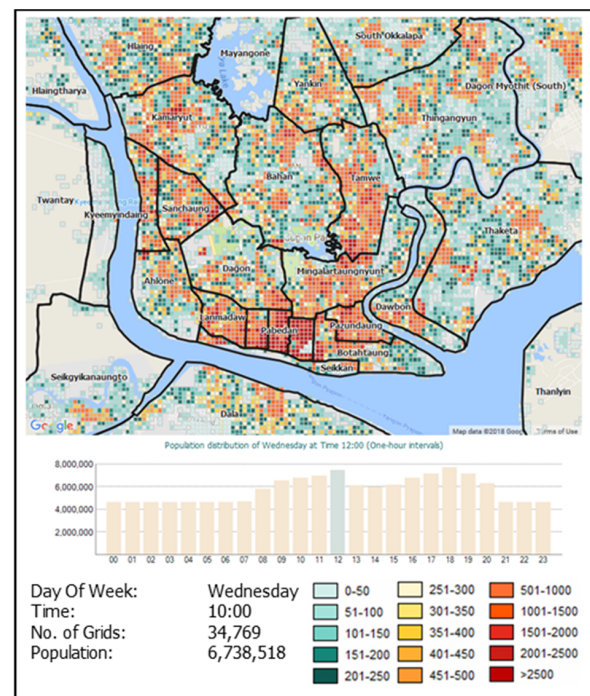 South Okkalapa
Hlaing
Mayangone
Yankin
Dagon Myothit (South)
Hlaingtharya
Kamaryut
Thingangyun
Bahan
Tamwe
Twantay
Kyeemyindaing
Sanchaung
Thaketa
Dagon
Mingalartaungnyunt
Ahlone
Dawbon
Lanmadaw
Pabedan
Pazundaung
Botahtaung
Seikkan
Seikgyikanaungto
Thanlyin
Dala
Google
Map data ©2018 Google
Terms of Use
Population distribution of Wednesday at Time 12:00 (One-hour intervals)
8,000,000
6,000,000
4,000,000
2,000,000
00 01 02 03 04 05 06 07 08 09 10 11 12 13 14 15 16 17 18 19 20 21 22 23
Day Of Week: Wednesday
Time: 10:00
No. of Grids: 34,769
Population: 6,738,518
0-50 251-300 501-1000
51-100 301-350 1001-1500
101-150 351-400 1501-2000
151-200 401-450 2001-2500
201-250 451-500 >2500